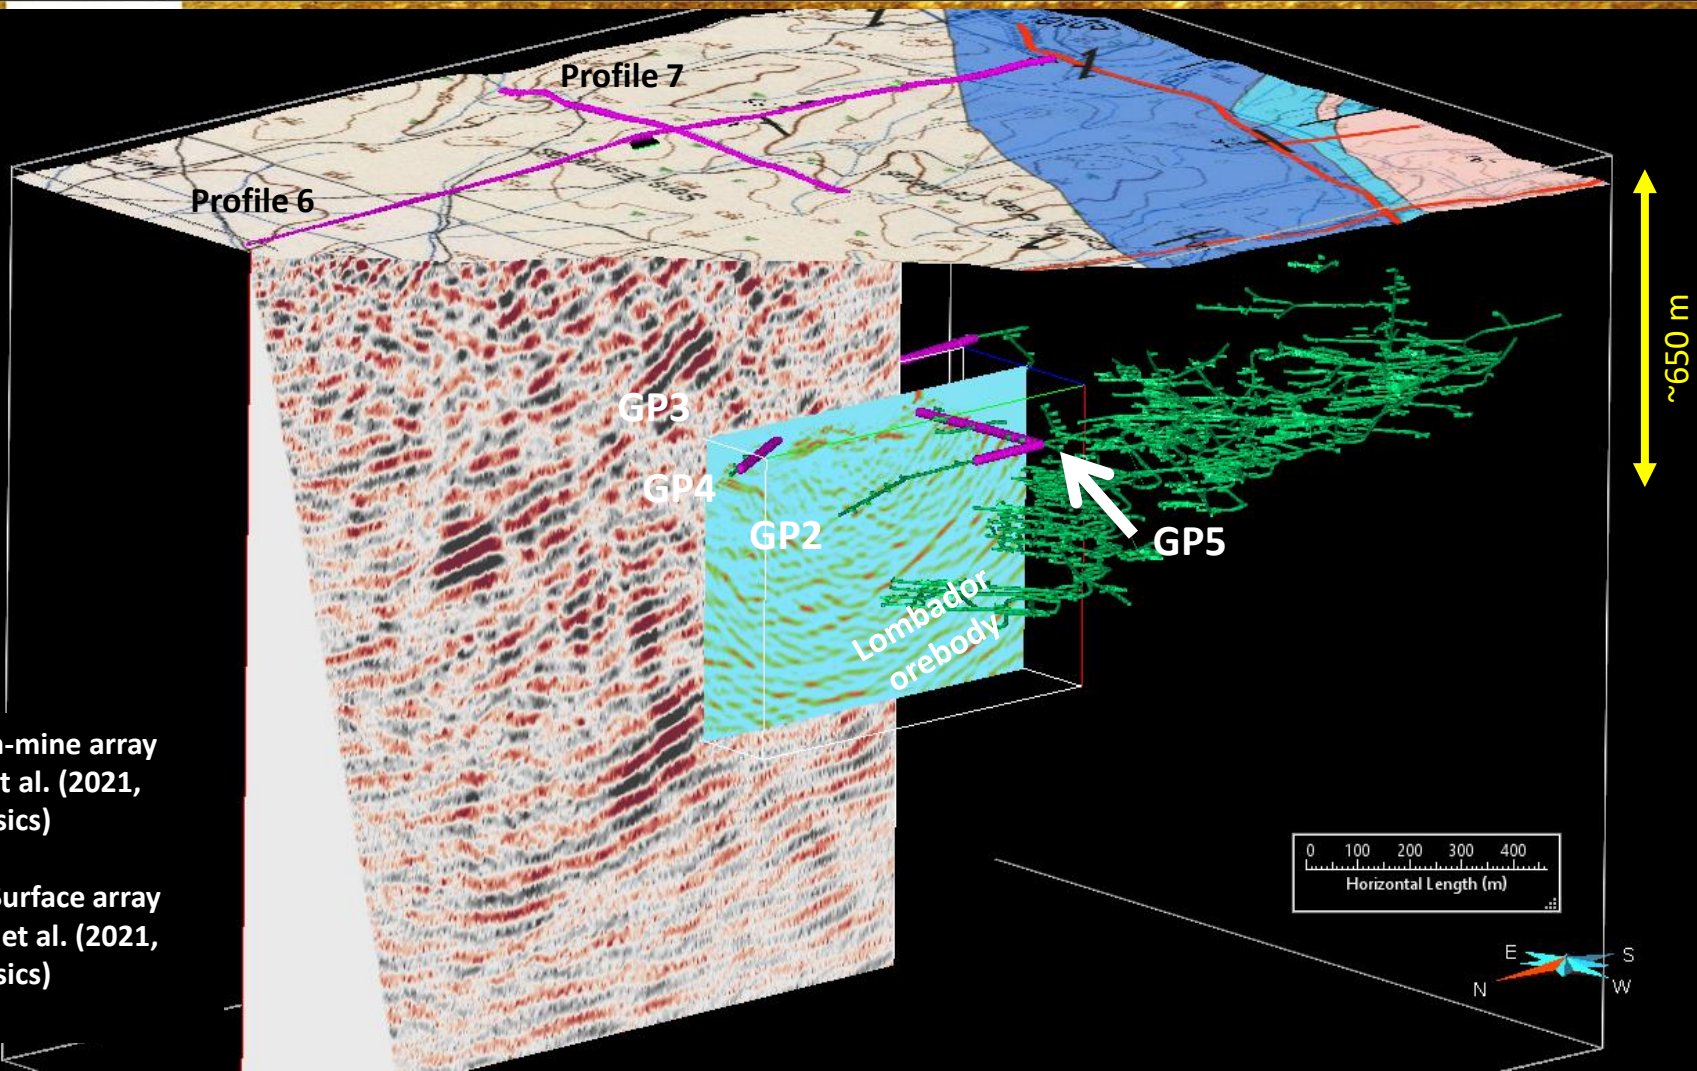 Profile 7
Profile 6
~650 m
GP3
GP4
GP2
GP5
Lombador
orebody
-mine array
t al. (2021,
sics)
Surface array
et al. (2021,
sics)
0 100 200 300 400
Horizontal Length (m)
E S
N W